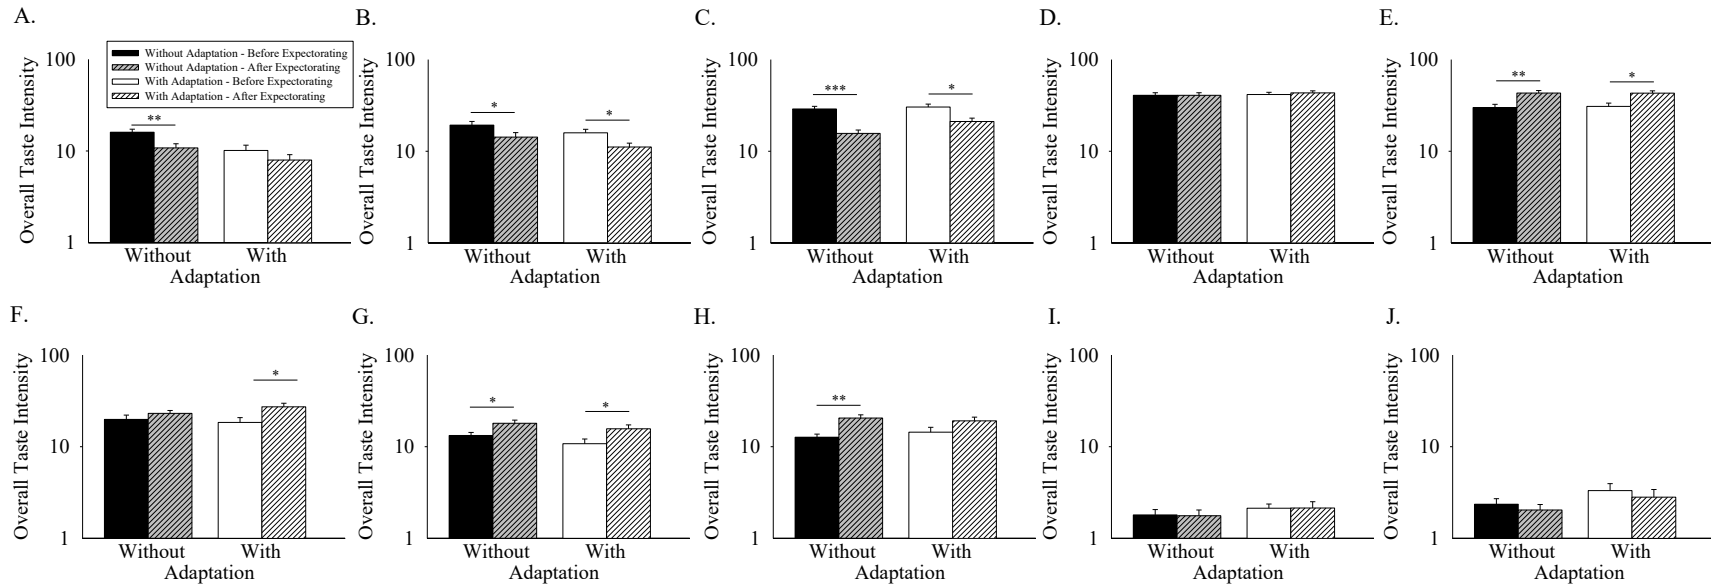 A.
B.
C.
D.
E.
Without Adaptation - Before Expectorating
Without Adaptation - After Expectorating
With Adaptation - Before Expectorating
With Adaptation - After Expectorating
Overall Taste Intensity
100
10
1
**
Without With
Adaptation
Overall Taste Intensity
100
10
1
* *
Without With
Adaptation
Overall Taste Intensity
100
10
1
*** *
Without With
Adaptation
Overall Taste Intensity
100
10
1
Without With
Adaptation
Overall Taste Intensity
100
10
1
** *
Without With
Adaptation
F.
G.
H.
I.
J.
Overall Taste Intensity
100
10
1
*
Without With
Adaptation
Overall Taste Intensity
100
10
1
* *
Without With
Adaptation
Overall Taste Intensity
100
10
1
**
Without With
Adaptation
Overall Taste Intensity
100
10
1
Without With
Adaptation
Overall Taste Intensity
100
10
1
Without With
Adaptation